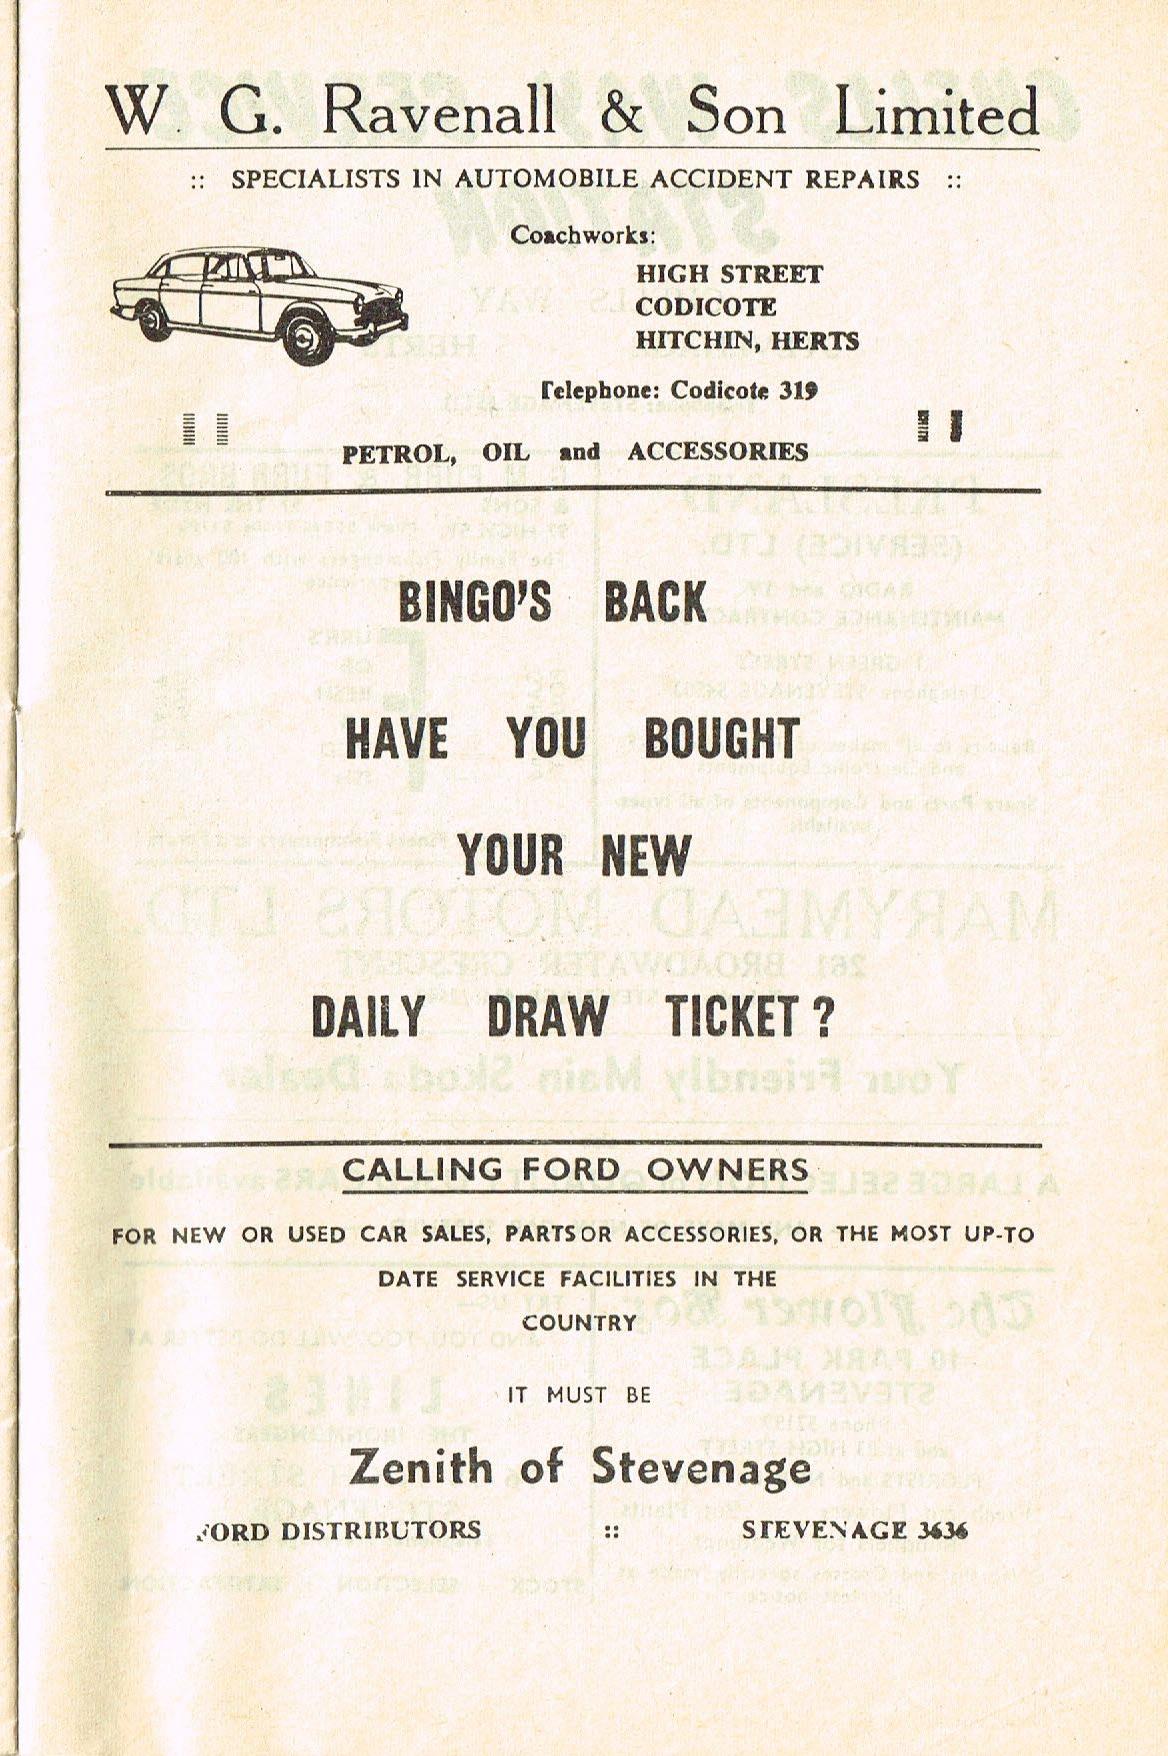 W. G. Ravenall & Son Limited
:: SPECIALISTS IN AUTOMOBILE ACCIDENT REPAIRS ::
Coachworks:
HIGH STREET
CODICOTE
HITCHIN, HERTS
Telephone: Codicote 319
PETROL, OIL and ACCESSORIES
BINGO'S BACK
HAVE YOU BOUGHT
YOUR NEW
DAILY DRAW TICKET?
CALLING FORD OWNERS
FOR NEW OR USED CAR SALES, PARTS OR ACCESSORIES, OR THE MOST UP-TO
DATE SERVICE FACILITIES IN THE
COUNTRY
IT MUST BE
Zenith of Stevenage
FORD DISTRIBUTORS :: STEVENAGE 3636